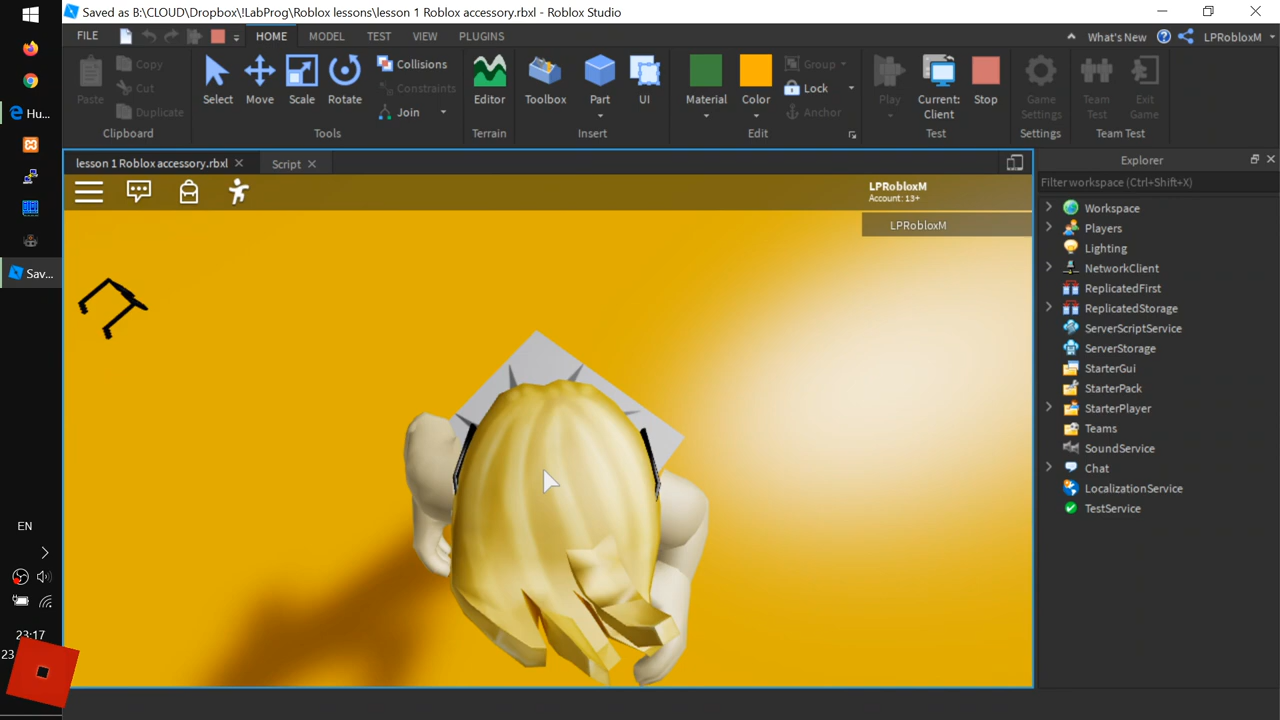 Saved as B:\CLOUD\Dropbox\!LabProg\Roblox lessons\lesson 1 Roblox accessory.rbxl - Roblox Studio
FILE HOME MODEL TEST VIEW PLUGINS What's New LPRobloxM
Paste Copy Cut Duplicate Select Move Scale Rotate Collisions Constraints Join Editor Toolbox Part UI Material Color Group Lock Anchor Play Current: Client Stop Game Settings Team Test Exit Game
Clipboard Tools Terrain Insert Edit Test Settings Team Test
lesson 1 Roblox accessory.rbxl Script
LPRobloxM
Account: 13+
LPRobloxM
Explorer
Filter workspace (Ctrl+Shift+X)
Workspace
Players
Lighting
NetworkClient
ReplicatedFirst
ReplicatedStorage
ServerScriptService
ServerStorage
StarterGui
StarterPack
StarterPlayer
Teams
SoundService
Chat
LocalizationService
TestService
Hu...
Sav...
EN
23:17
23